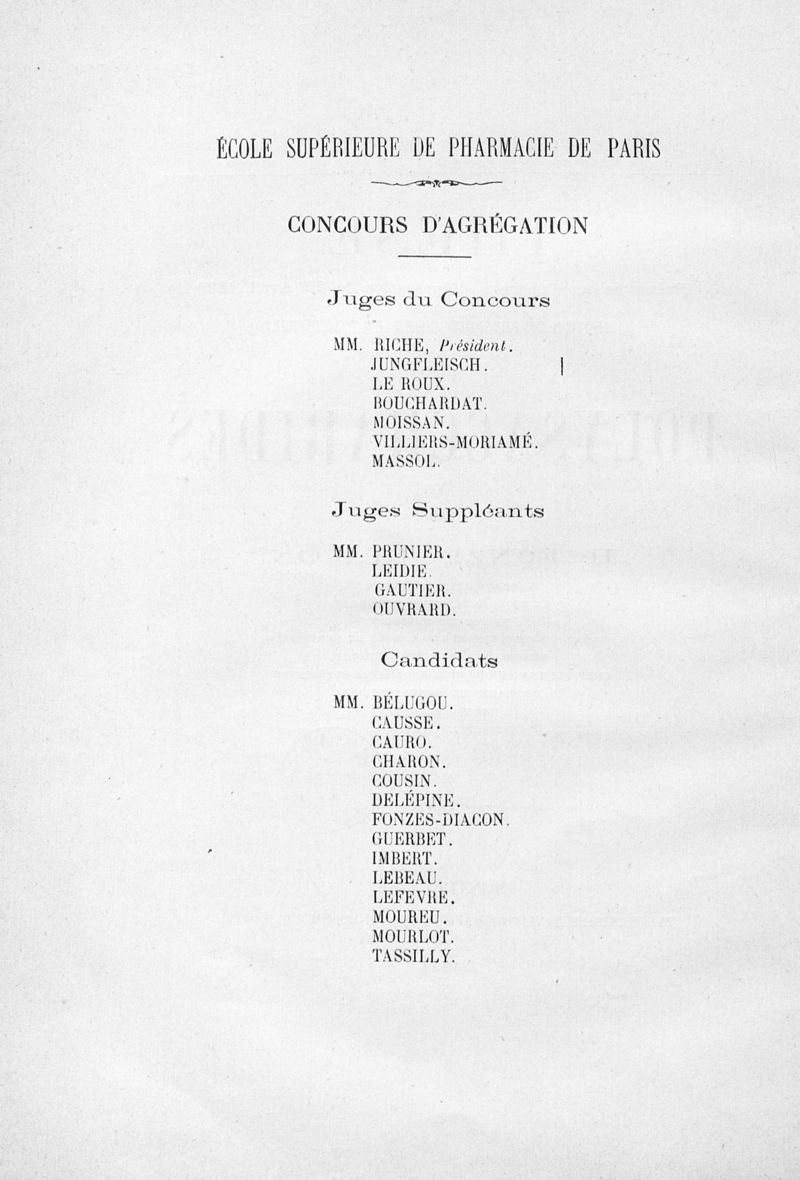 ÉCOLE SUPÉRIEURE DE PHARMACIE DE PARIS
CONCOURS D'AGRÉGATION
Juges du Concours
MM. RICHE, Président.
JUNGFLEISCH.
LE ROUX.
BOUCHARDAT.
MOISSAN.
VILLIERS-MORIAMÉ.
MASSOL.
Juges Suppléants
MM. PRUNIER.
LEIDIE.
GAUTIER.
OUVRARD.
Candidats
MM. BÉLUGOU.
CAUSSE.
CAURO.
CHARON.
COUSIN.
DELÉPINE.
FONZES-DIACON.
GUERBET.
IMBERT.
LEBEAU.
LEFEVRE.
MOUREU.
MOURLOT.
TASSILLY.